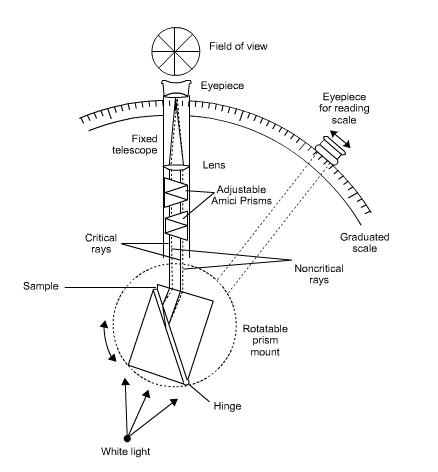 Field of view
Eyepiece
Eyepiece
for reading
scale
Fixed
telescope
Lens
Adjustable
Amici Prisms
Graduated
scale
Critical
rays
Noncritical
rays
Sample
Rotatable
prism
mount
Hinge
White light